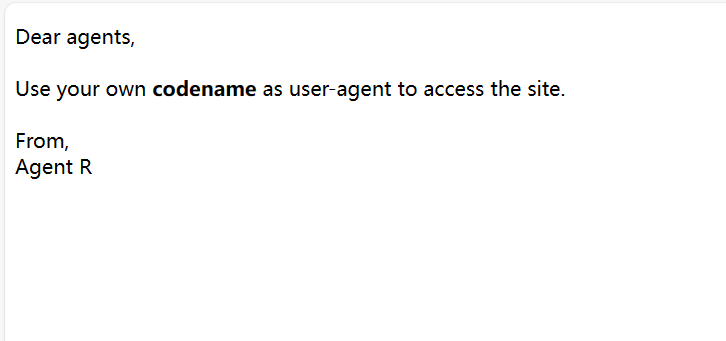 Dear agents,
Use your own codename as user-agent to access the site.
From,
Agent R